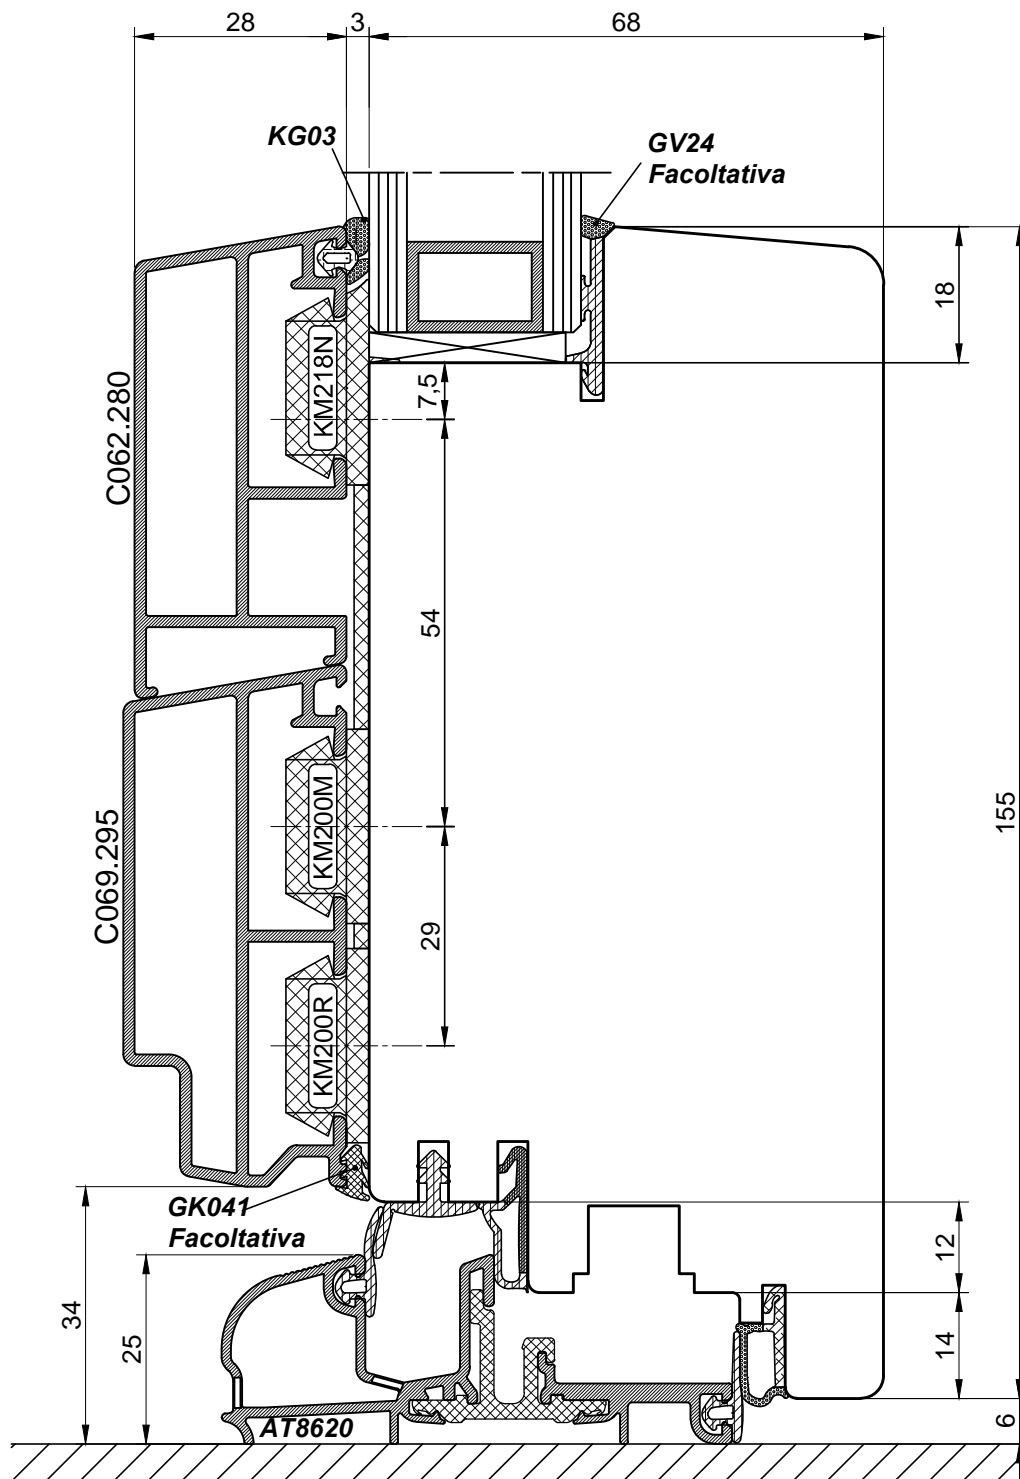 28
3
68
KG03
GV24
Facoltativa
18
7,5
KM218N
C062.280
54
155
KM200M
C069.295
29
KM200R
GK041
Facoltativa
12
34
25
14
AT8620
6